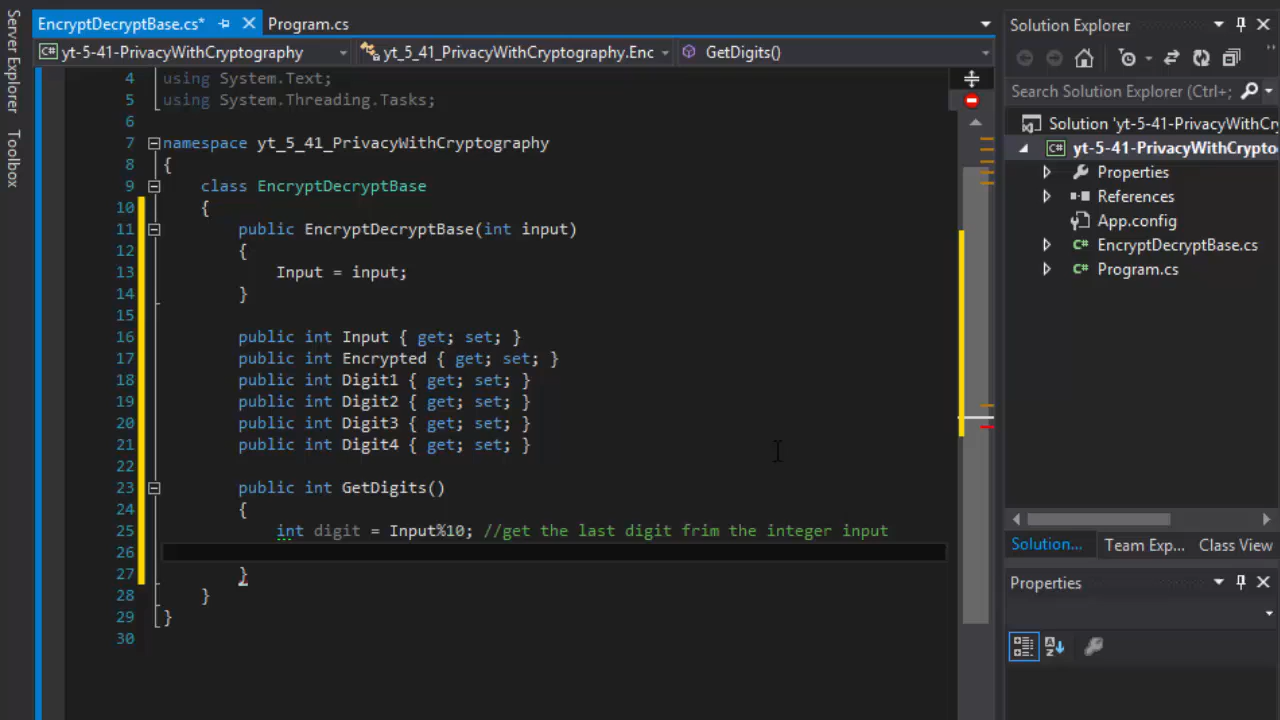 EncryptDecryptBase.cs* Program.cs
yt-5-41-PrivacyWithCryptography yt_5_41_PrivacyWithCryptography.Enc GetDigits()
Server Explorer
Toolbox
4 using System.Text;
5 using System.Threading.Tasks;
6
7 namespace yt_5_41_PrivacyWithCryptography
8 {
9 class EncryptDecryptBase
10 {
11 public EncryptDecryptBase(int input)
12 {
13 Input = input;
14 }
15
16 public int Input { get; set; }
17 public int Encrypted { get; set; }
18 public int Digit1 { get; set; }
19 public int Digit2 { get; set; }
20 public int Digit3 { get; set; }
21 public int Digit4 { get; set; }
22
23 public int GetDigits()
24 {
25 int digit = Input%10; //get the last digit frim the integer input
26
27 }
28 }
29 }
30
Solution Explorer
Search Solution Explorer (Ctrl+;
Solution 'yt-5-41-PrivacyWithCr
C# yt-5-41-PrivacyWithCrypto
Properties
References
App.config
C# EncryptDecryptBase.cs
C# Program.cs
Solution... Team Exp... Class View
Properties